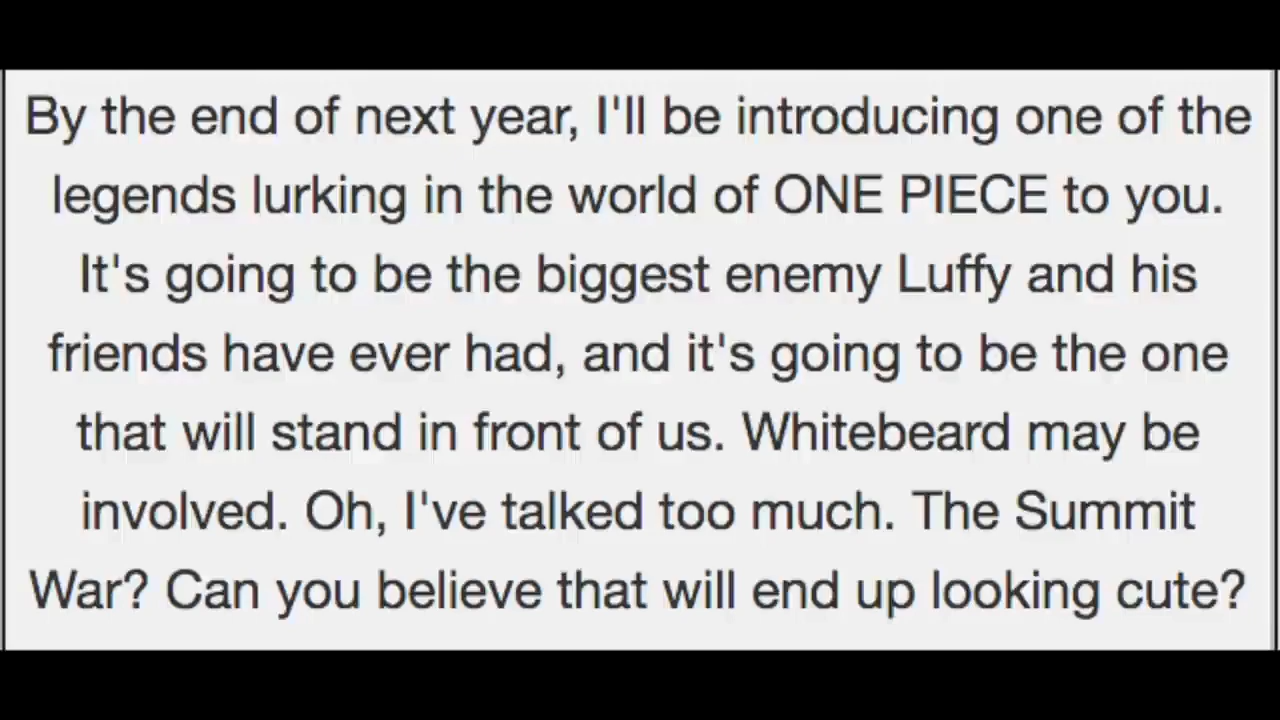 By the end of next year, I'll be introducing one of the
legends lurking in the world of ONE PIECE to you.
It's going to be the biggest enemy Luffy and his
friends have ever had, and it's going to be the one
that will stand in front of us. Whitebeard may be
involved. Oh, I've talked too much. The Summit
War? Can you believe that will end up looking cute?